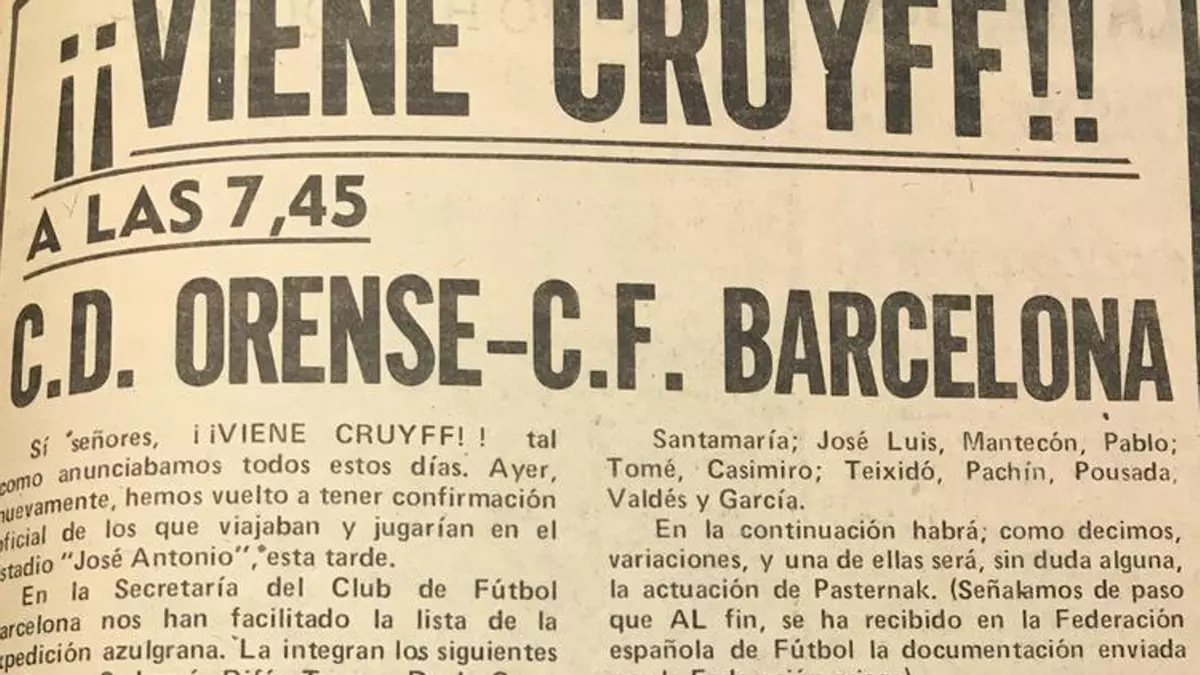 ¡¡VIENE CRUYFF!!
A LAS 7,45
C.D. ORENSE-C.F. BARCELONA
Sí señores, ¡¡VIENE CRUYFF!! tal
como anunciabamos todos estos días. Ayer,
nuevamente, hemos vuelto a tener confirmación
oficial de los que viajaban y jugarían en el
estadio "José Antonio", esta tarde.
En la Secretaría del Club de Fútbol
arcelona nos han facilitado la lista de la
xpedición azulgrana. La integran los siguientes
Santamaría; José Luis, Mantecón, Pablo;
Tomé, Casimiro; Teixidó, Pachín, Pousada,
Valdés y García.
En la continuación habrá; como decimos,
variaciones, y una de ellas será, sin duda alguna,
la actuación de Pasternak. (Señalamos de paso
que AL fin, se ha recibido en la Federación
española de Fútbol la documentación enviada